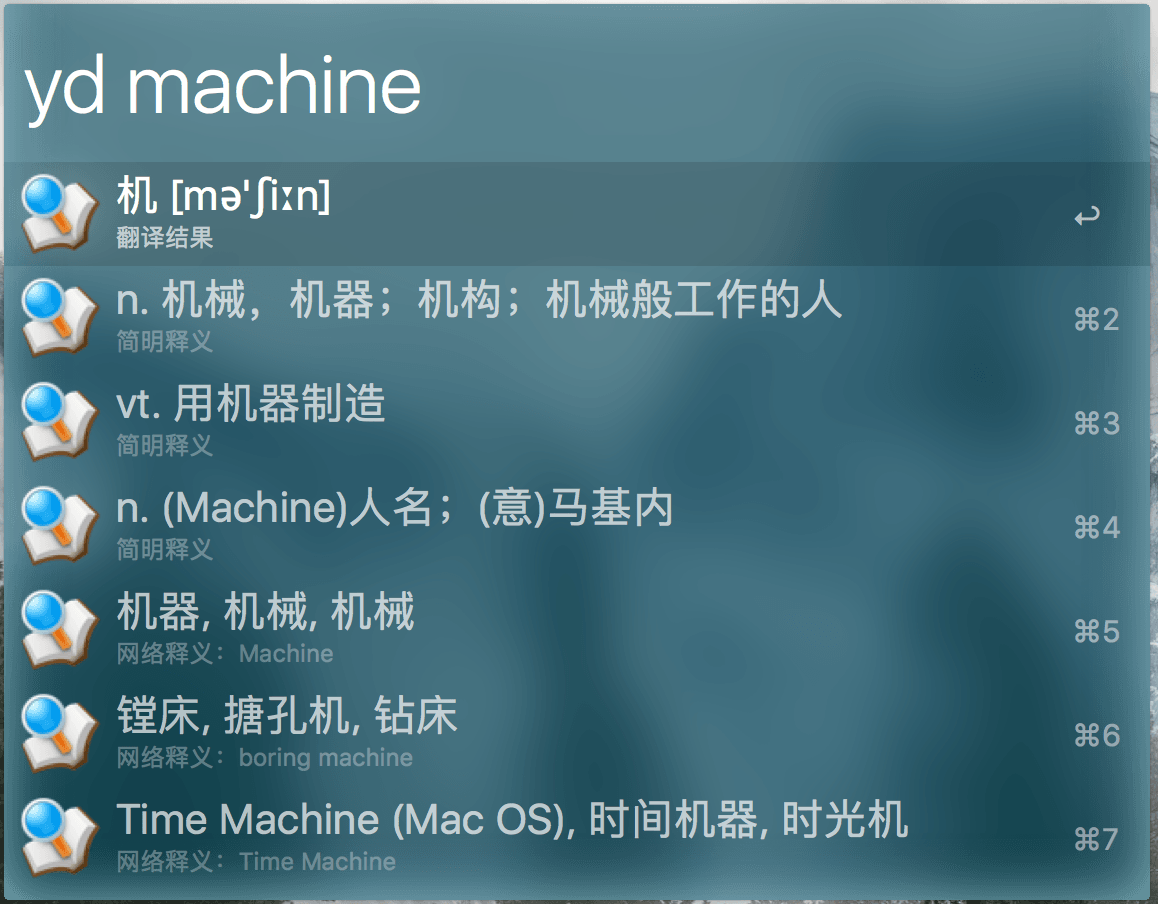 yd machine
机 [mə'ʃiːn]
翻译结果
↩
n. 机械，机器；机构；机械般工作的人
简明释义
⌘2
vt. 用机器制造
简明释义
⌘3
n. (Machine)人名；(意)马基内
简明释义
⌘4
机器, 机械, 机械
网络释义：Machine
⌘5
镗床, 搪孔机, 钻床
网络释义：boring machine
⌘6
Time Machine (Mac OS), 时间机器, 时光机
网络释义：Time Machine
⌘7